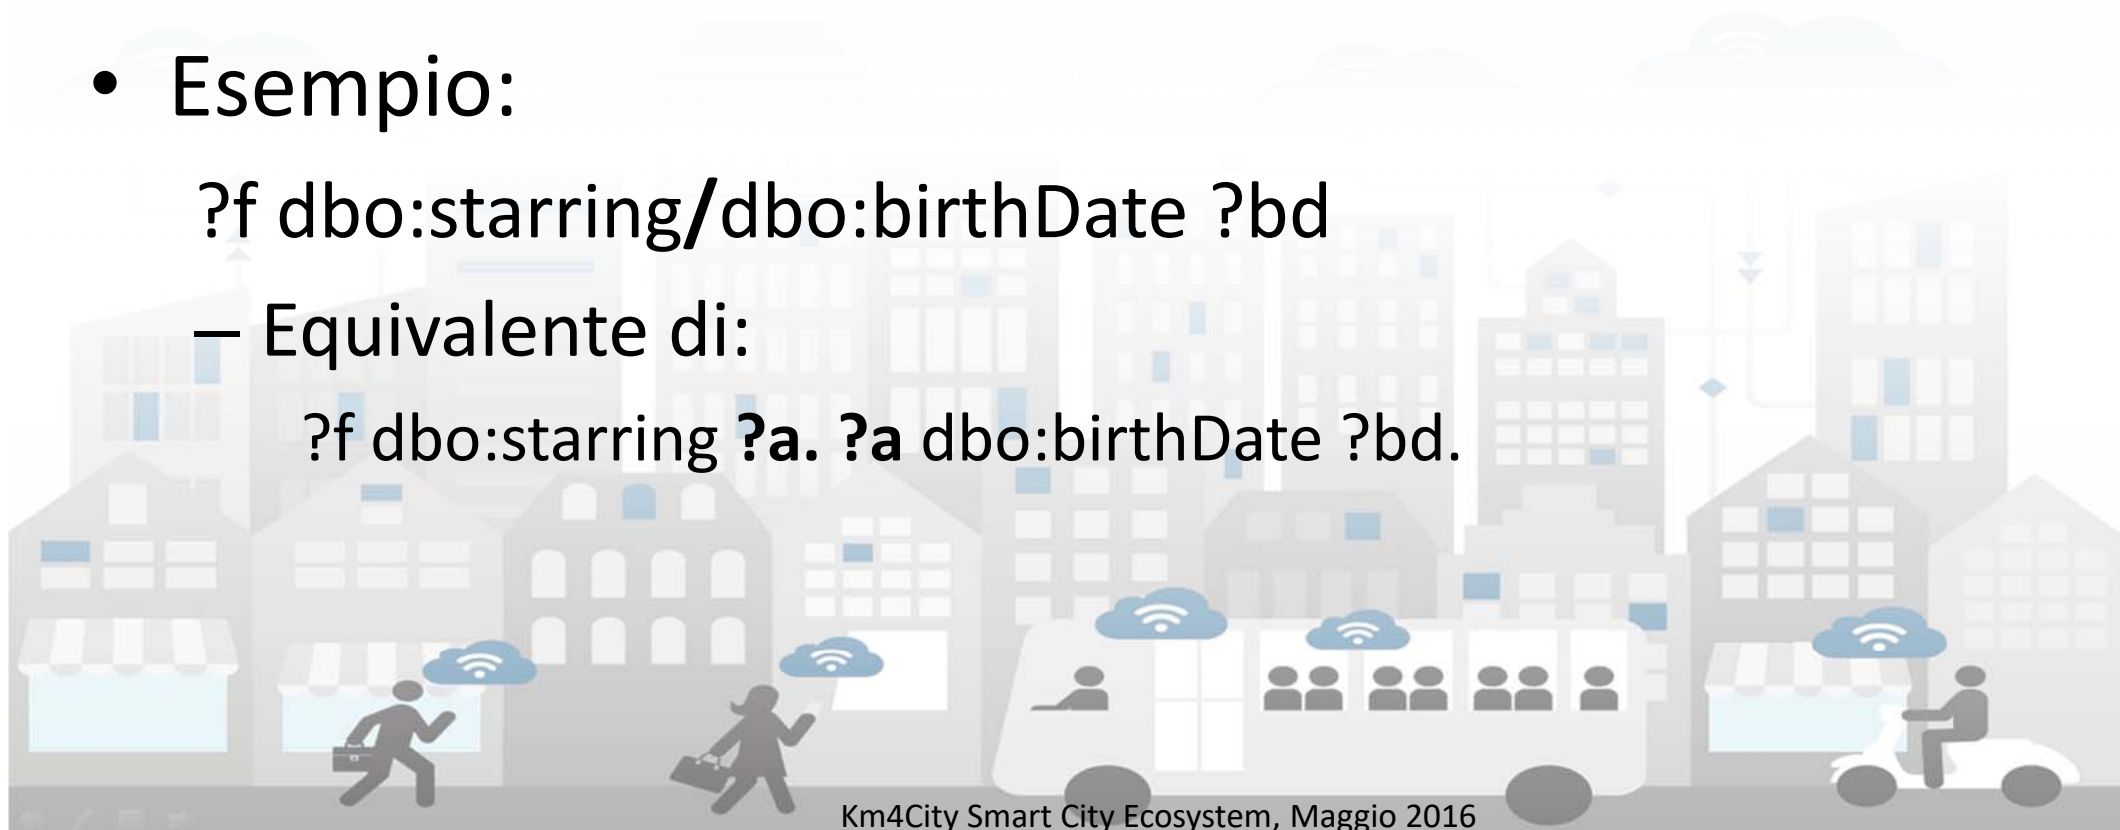 • Esempio:
?f dbo:starring/dbo:birthDate ?bd
– Equivalente di:
?f dbo:starring ?a. ?a dbo:birthDate ?bd.
Km4City Smart City Ecosystem, Maggio 2016